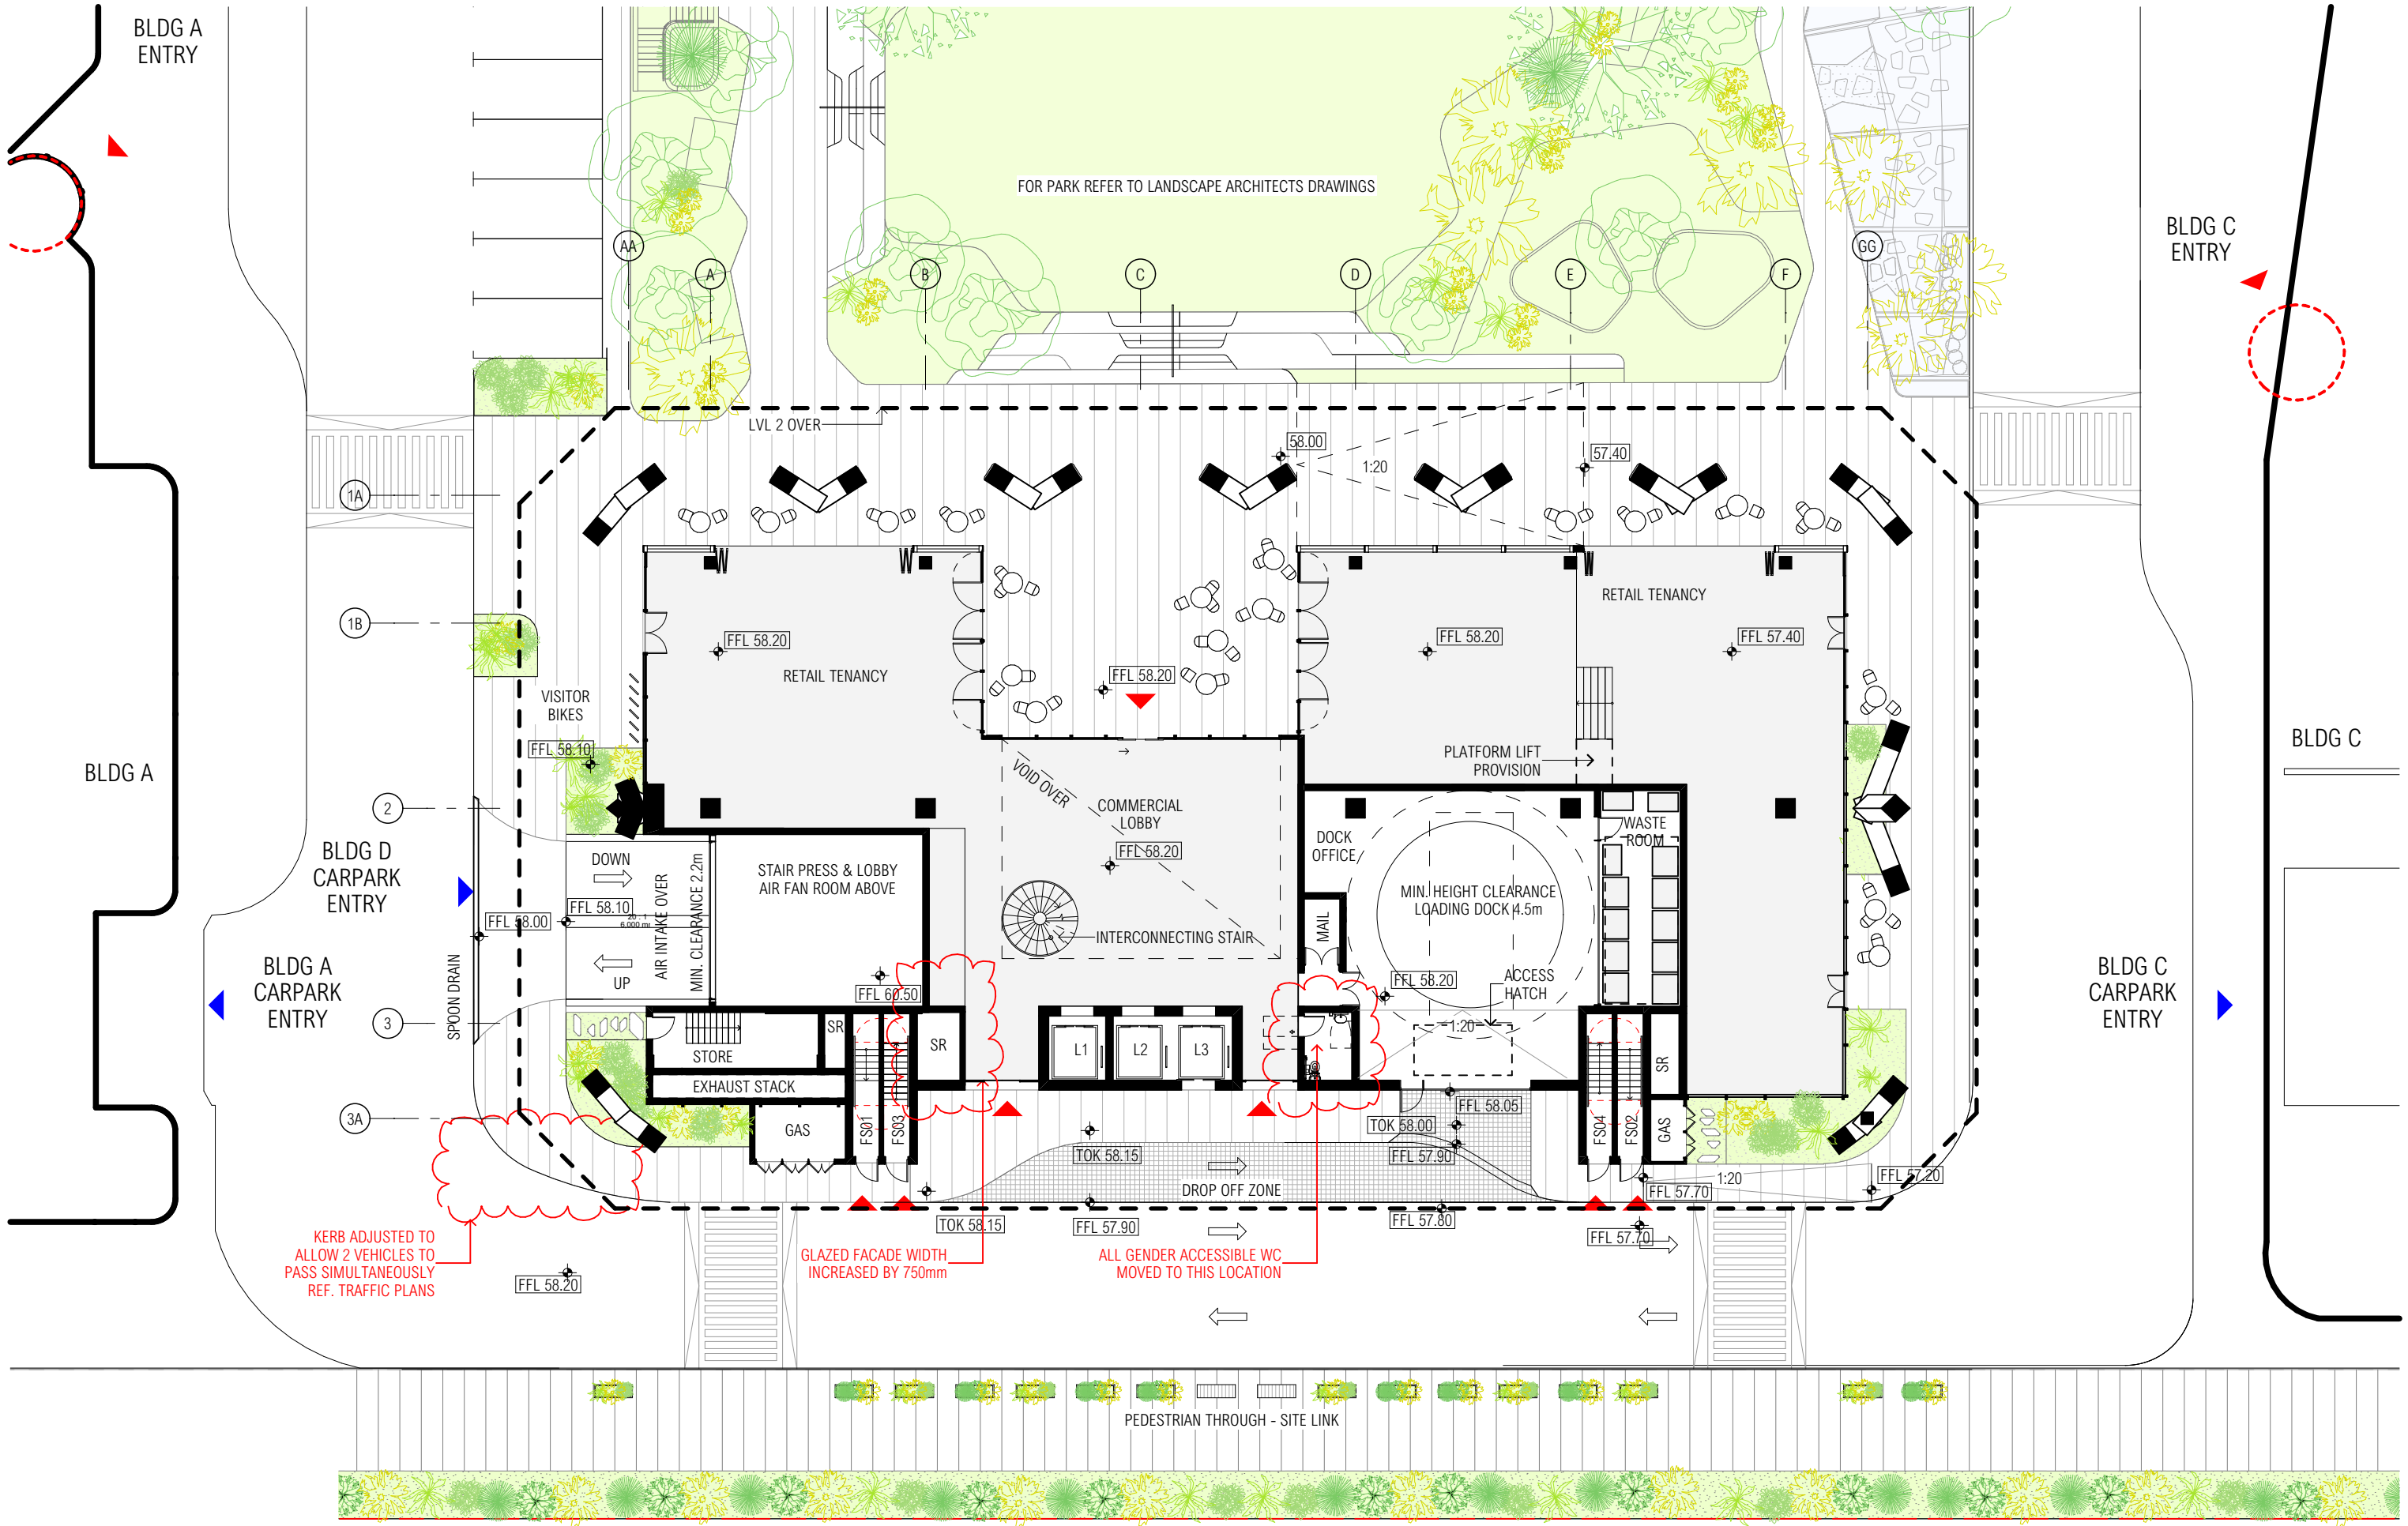 BLDG A
ENTRY
FOR PARK REFER TO LANDSCAPE ARCHITECTS DRAWINGS
BLDG C
ENTRY
AA
A
B
C
D
E
F
GG
LVL 2 OVER
58.00
1:20
57.40
1A
1B
RETAIL TENANCY
FFL 58.20
FFL 58.20
FFL 57.40
RETAIL TENANCY
FFL 58.20
VISITOR
BIKES
FFL 58.10
PLATFORM LIFT
PROVISION
BLDG C
BLDG A
VOID OVER
COMMERCIAL
LOBBY
FFL 58.20
2
DOCK
OFFICE
WASTE
ROOM
BLDG D
CARPARK
ENTRY
DOWN
AIR INTAKE OVER
MIN. CLEARANCE 2.2m
STAIR PRESS & LOBBY
AIR FAN ROOM ABOVE
MIN. HEIGHT CLEARANCE
LOADING DOCK 4.5m
FFL 58.10
20 : 1
FFL 58.00
MAIL
INTERCONNECTING STAIR
BLDG A
CARPARK
ENTRY
SPOON DRAIN
UP
FFL 60.50
FFL 58.20
ACCESS
HATCH
BLDG C
CARPARK
ENTRY
3
SR
SR
L1
L2
L3
1:20
SR
STORE
EXHAUST STACK
3A
GAS
FS01
FS03
FFL 58.05
TOK 58.00
FS04
FS02
GAS
TOK 58.15
FFL 57.90
1:20
FFL 57.20
DROP OFF ZONE
FFL 57.70
TOK 58.15
FFL 57.90
FFL 57.80
FFL 57.70
KERB ADJUSTED TO
ALLOW 2 VEHICLES TO
PASS SIMULTANEOUSLY
REF. TRAFFIC PLANS
GLAZED FACADE WIDTH
INCREASED BY 750mm
ALL GENDER ACCESSIBLE WC
MOVED TO THIS LOCATION
FFL 58.20
PEDESTRIAN THROUGH - SITE LINK